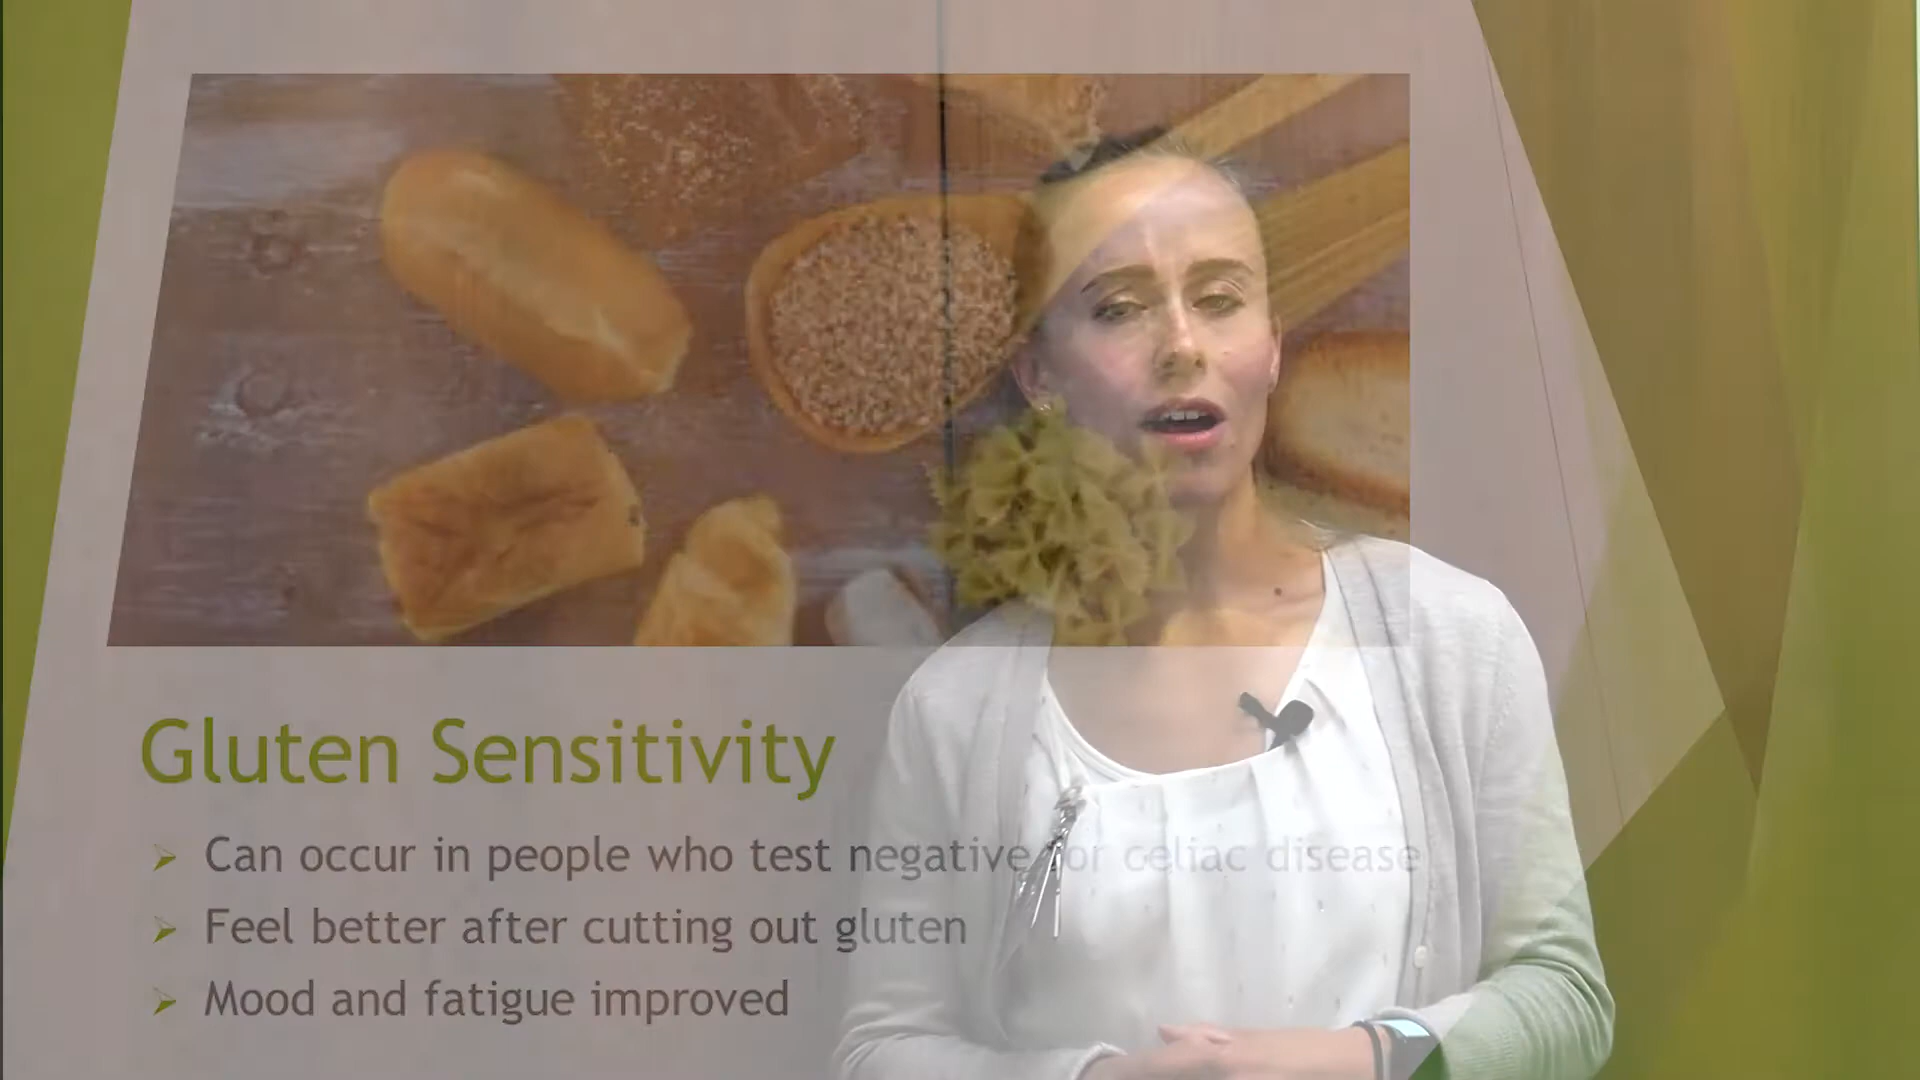 Gluten Sensitivity
Can occur in people who test negative for celiac disease
Feel better after cutting out gluten
Mood and fatigue improved